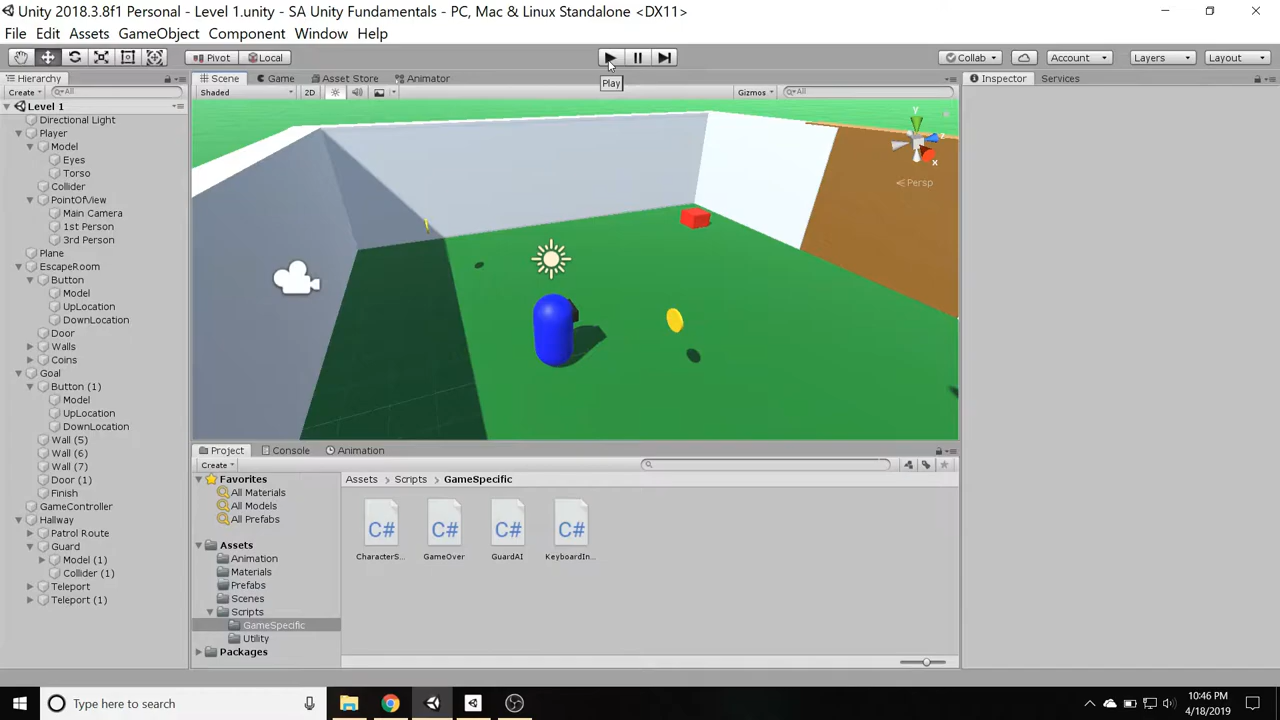 Unity 2018.3.8f1 Personal - Level 1.unity - SA Unity Fundamentals - PC, Mac & Linux Standalone <DX11>
File Edit Assets GameObject Component Window Help
Pivot Local Collab Account Layers Layout
Play
Hierarchy
Create All
Level 1
Directional Light
Player
Model
Eyes
Torso
Collider
PointOfView
Main Camera
1st Person
3rd Person
Plane
EscapeRoom
Button
Model
UpLocation
DownLocation
Door
Walls
Coins
Goal
Button (1)
Model
UpLocation
DownLocation
Wall (5)
Wall (6)
Wall (7)
Door (1)
Finish
GameController
Hallway
Patrol Route
Guard
Model (1)
Collider (1)
Teleport
Teleport (1)
Scene Game Asset Store Animator
Shaded 2D Gizmos All
y
x
z
Persp
Inspector Services
Project Console Animation
Create
Favorites
All Materials
All Models
All Prefabs
Assets
Animation
Materials
Prefabs
Scenes
Scripts
GameSpecific
Utility
Packages
Assets Scripts GameSpecific
C# C# C# C#
CharacterS... GameOver GuardAI KeyboardIn...
Type here to search
10:46 PM
4/18/2019